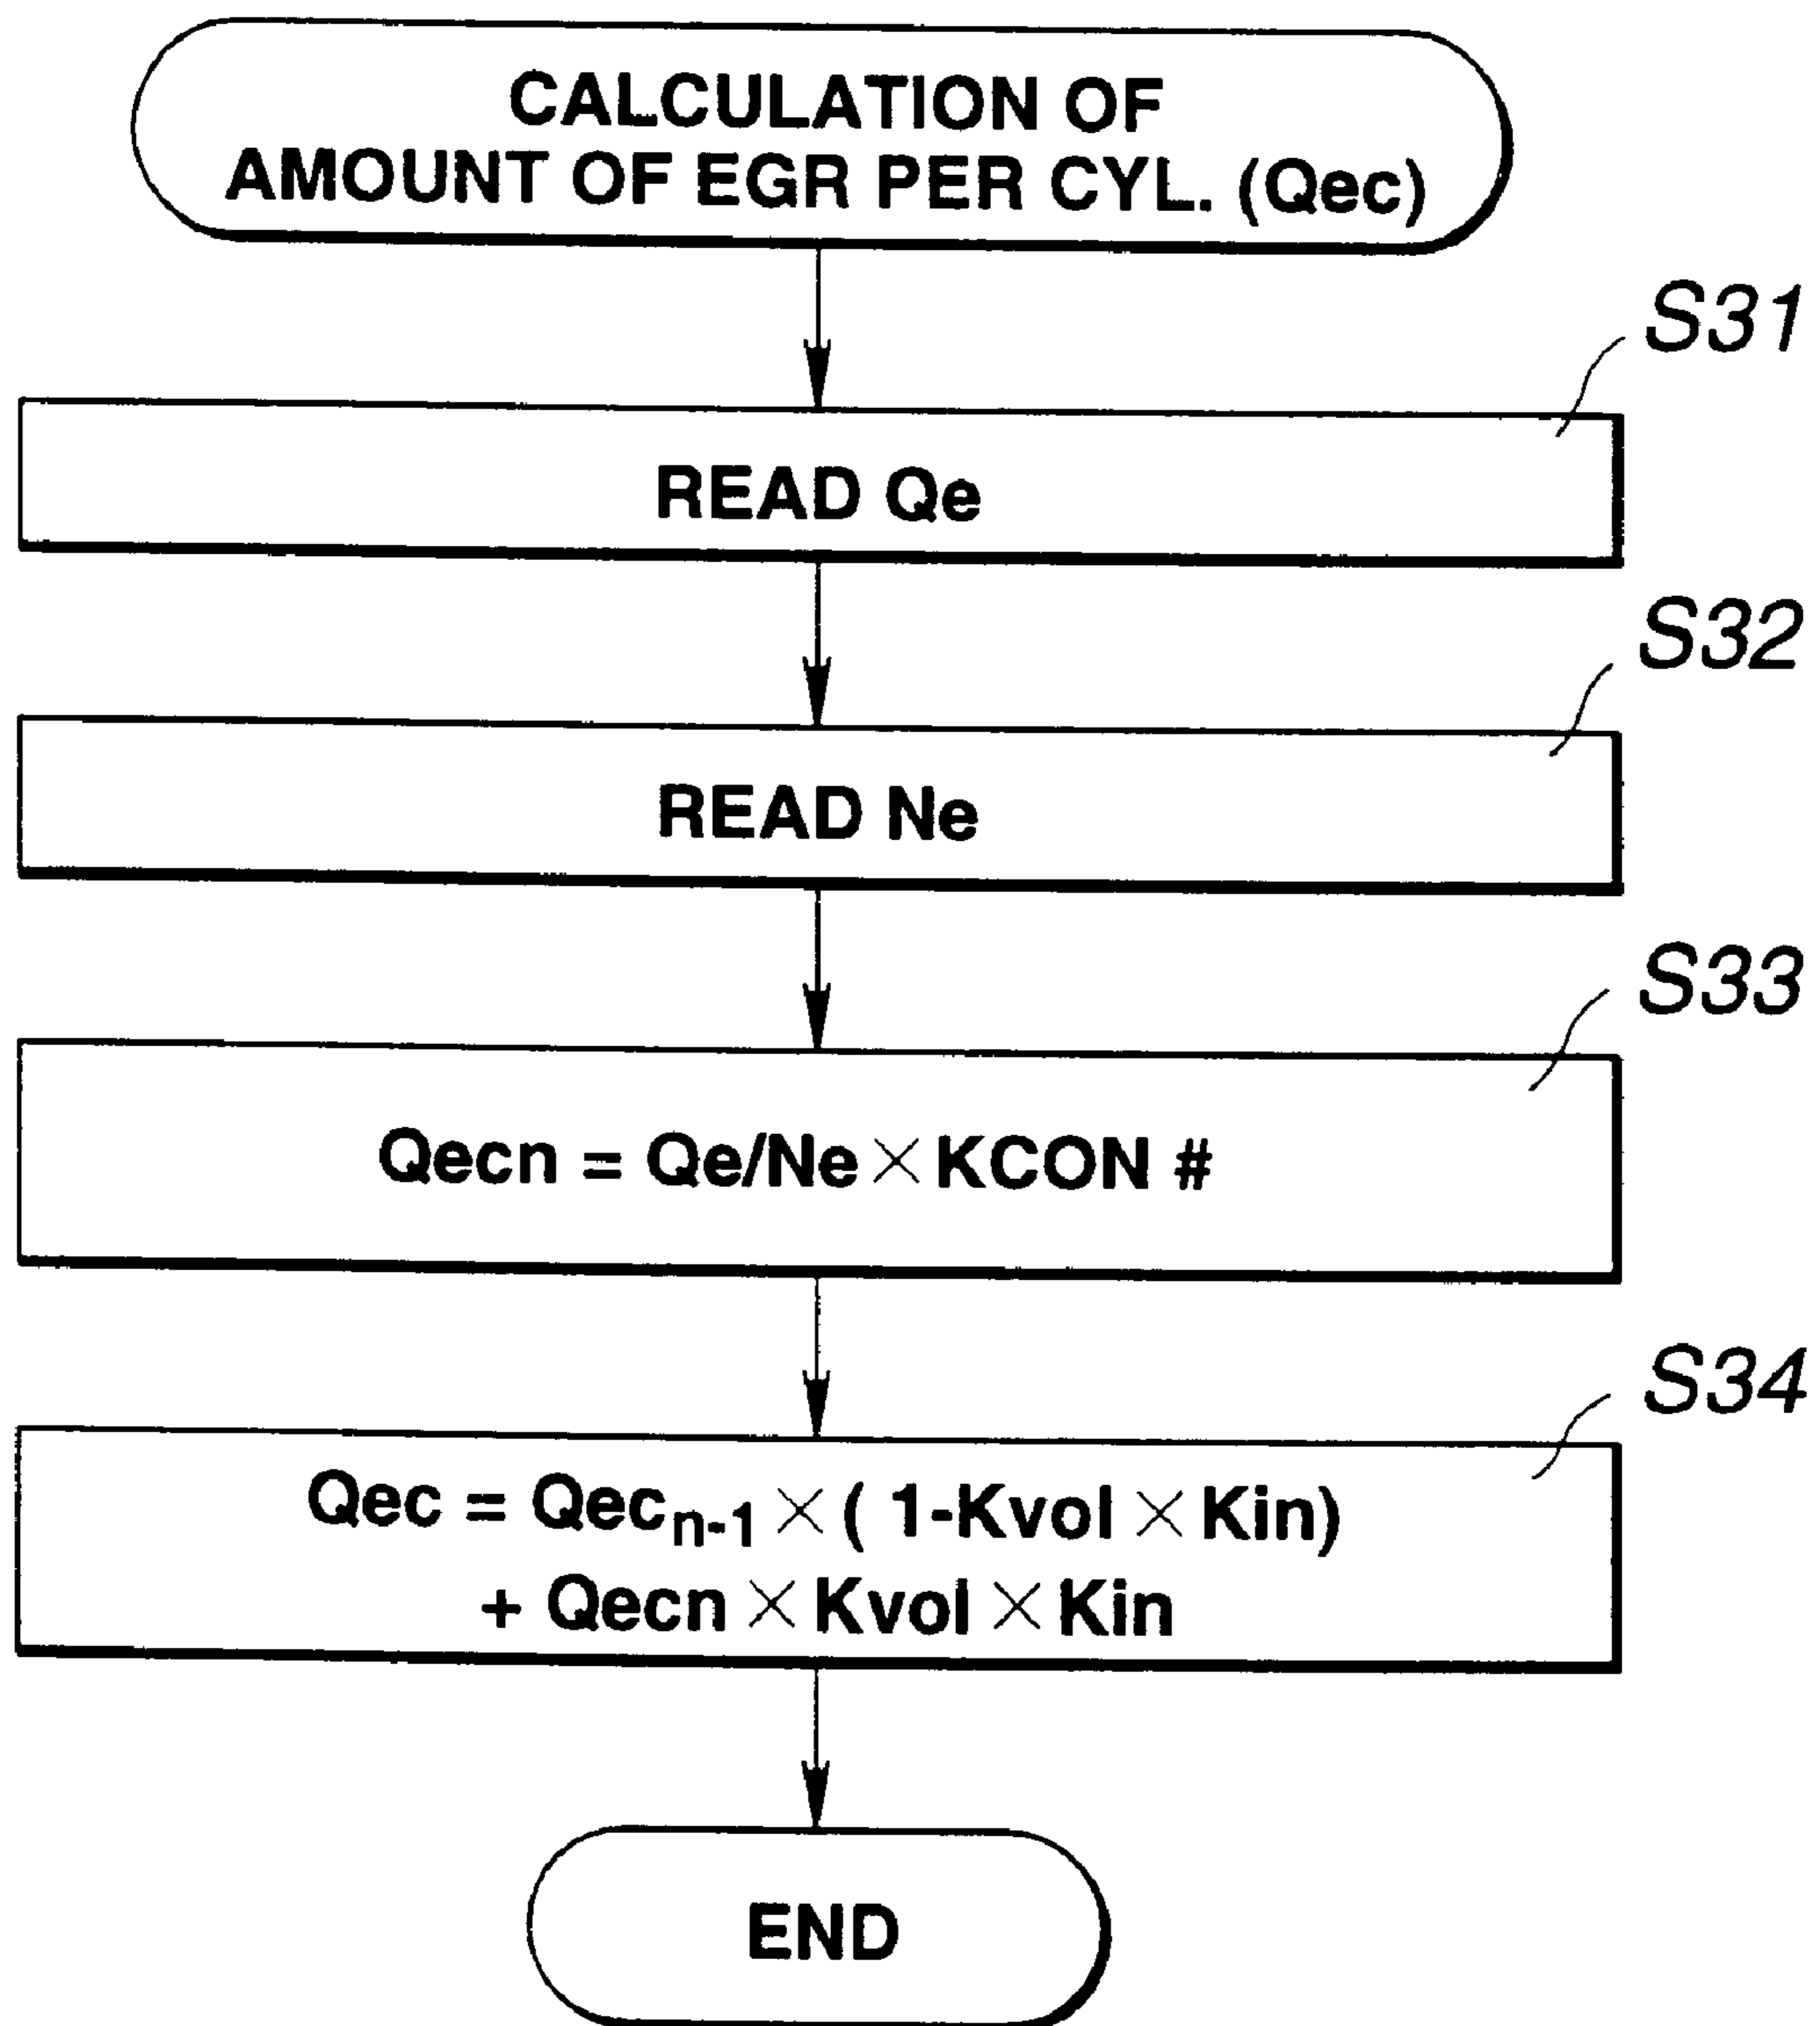 CALCULATION OF
AMOUNT OF EGR PER CYL. (Qec)
S31
READ Qe
S32
READ Ne
S33
Qecn = Qe/Ne × KCON #
S34
Qec = Qecn-1 × ( 1-Kvol × Kin)
+ Qecn × Kvol × Kin
END